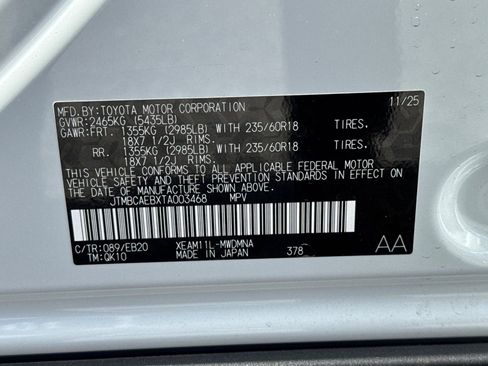 MFD.BY:TOYOTA MOTOR CORPORATION 11/25
GVWR:2465KG (5435LB)
GAWR:FRT. 1355KG (2985LB) WITH 235/60R18 TIRES.
18X7 1/2J RIMS.
RR. 1355KG (2985LB) WITH 235/60R18 TIRES.
18X7 1/2J RIMS.
THIS VEHICLE CONFORMS TO ALL APPLICABLE FEDERAL MOTOR
VEHICLE SAFETY AND THEFT PREVENTION STANDARDS IN EFFECT
ON THE DATE OF MANUFACTURE SHOWN ABOVE.
JTMBCAEBXTA003468 MPV
C/TR:089/EB20 XEAM11L-MWDMNA AA
TM:QK10 MADE IN JAPAN 378